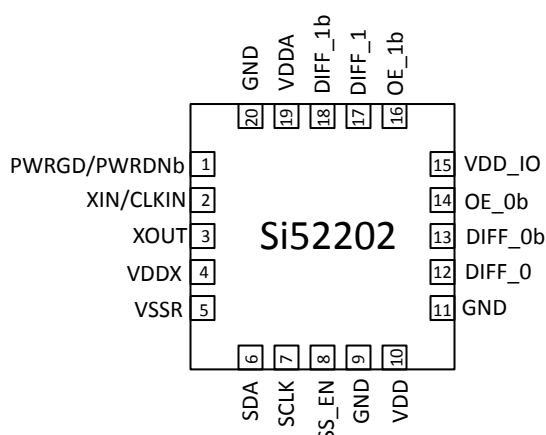 GND
VDDA
DIFF_1b
DIFF_1
OE_1b
20
19
18
17
16
PWRGD/PWRDNb 1
XIN/CLKIN 2
XOUT 3
VDDX 4
VSSR 5
Si52202
15 VDD_IO
14 OE_0b
13 DIFF_0b
12 DIFF_0
11 GND
6
7
8
9
10
SDA
SCLK
SS_EN
GND
VDD